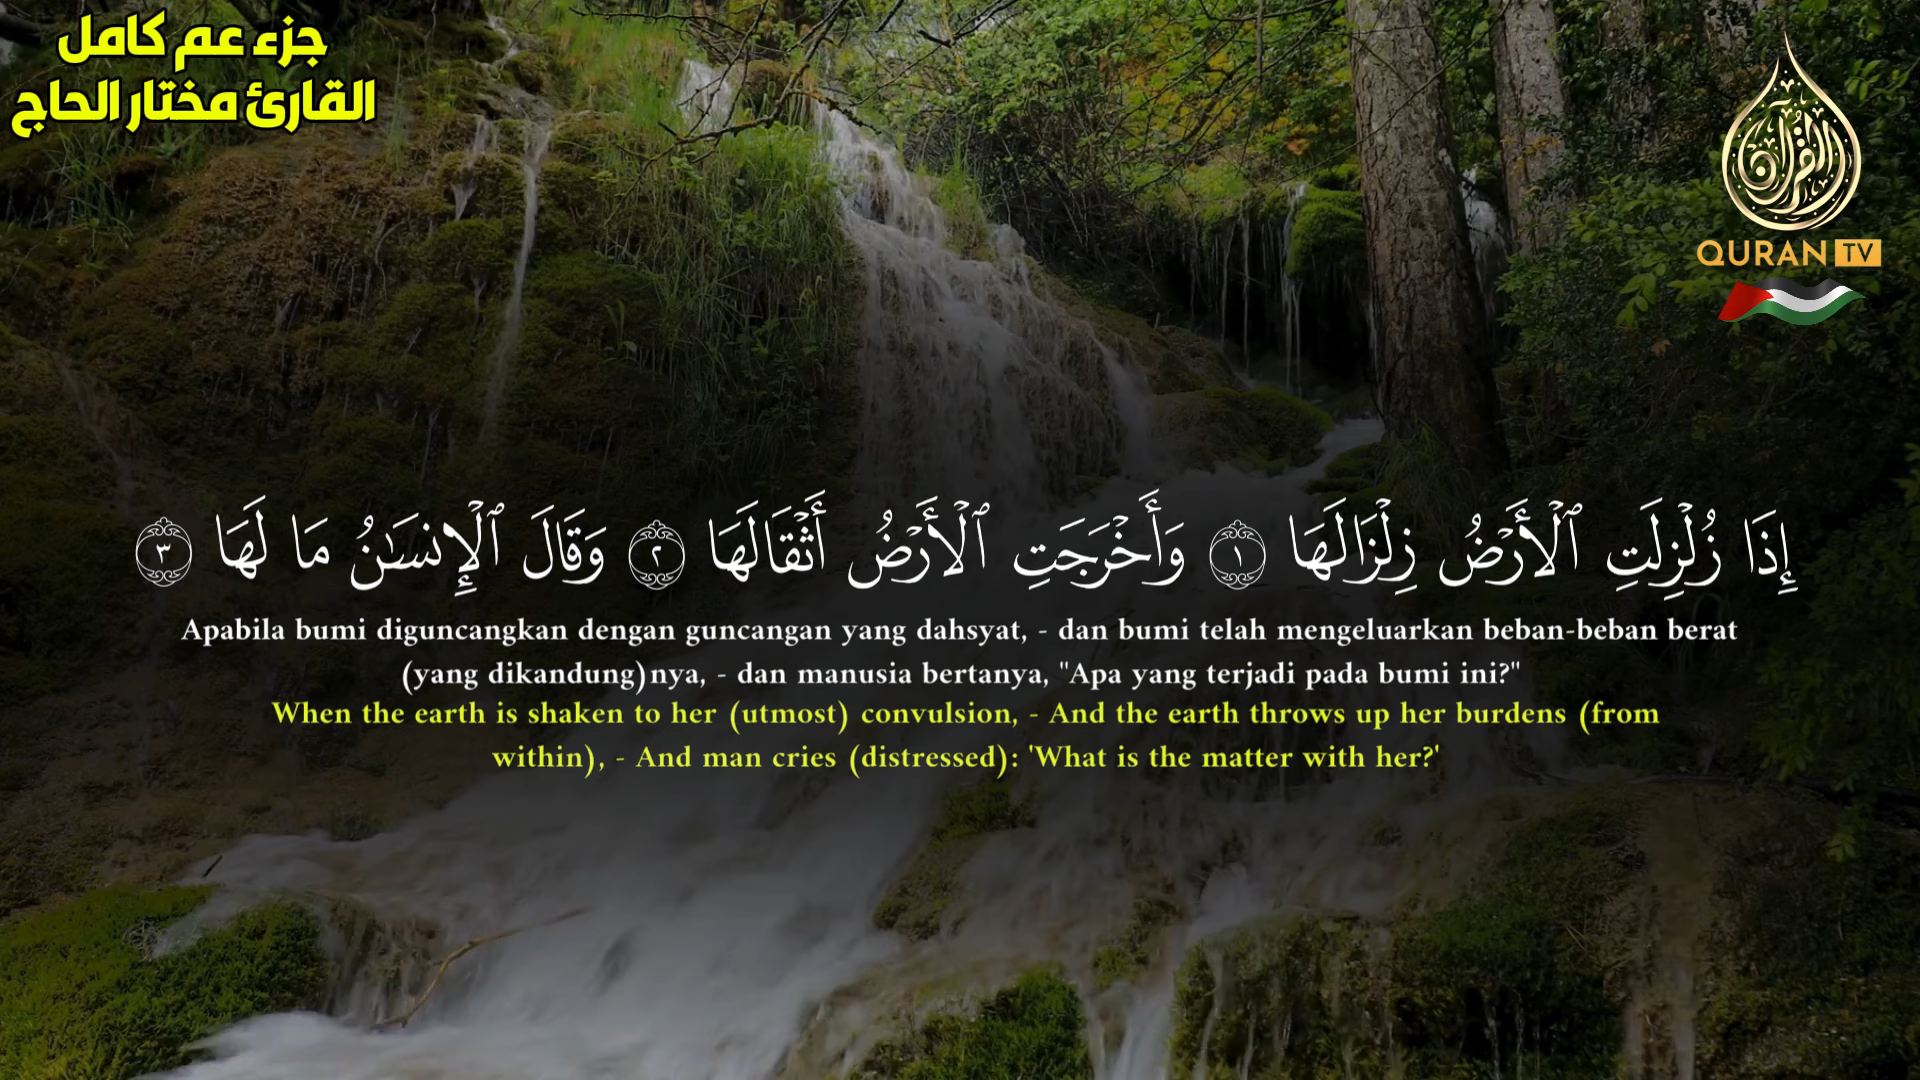 جزء عم كامل
القارئ مختار الحاج
القرآن
QURAN TV
إِذَا زُلْزِلَتِ ٱلْأَرْضُ زِلْزَالَهَا ١ وَأَخْرَجَتِ ٱلْأَرْضُ أَثْقَالَهَا ٢ وَقَالَ ٱلْإِنسَـٰنُ مَا لَهَا ٣
Apabila bumi diguncangkan dengan guncangan yang dahsyat, - dan bumi telah mengeluarkan beban-beban berat
(yang dikandung)nya, - dan manusia bertanya, "Apa yang terjadi pada bumi ini?"
When the earth is shaken to her (utmost) convulsion, - And the earth throws up her burdens (from
within), - And man cries (distressed): 'What is the matter with her?'